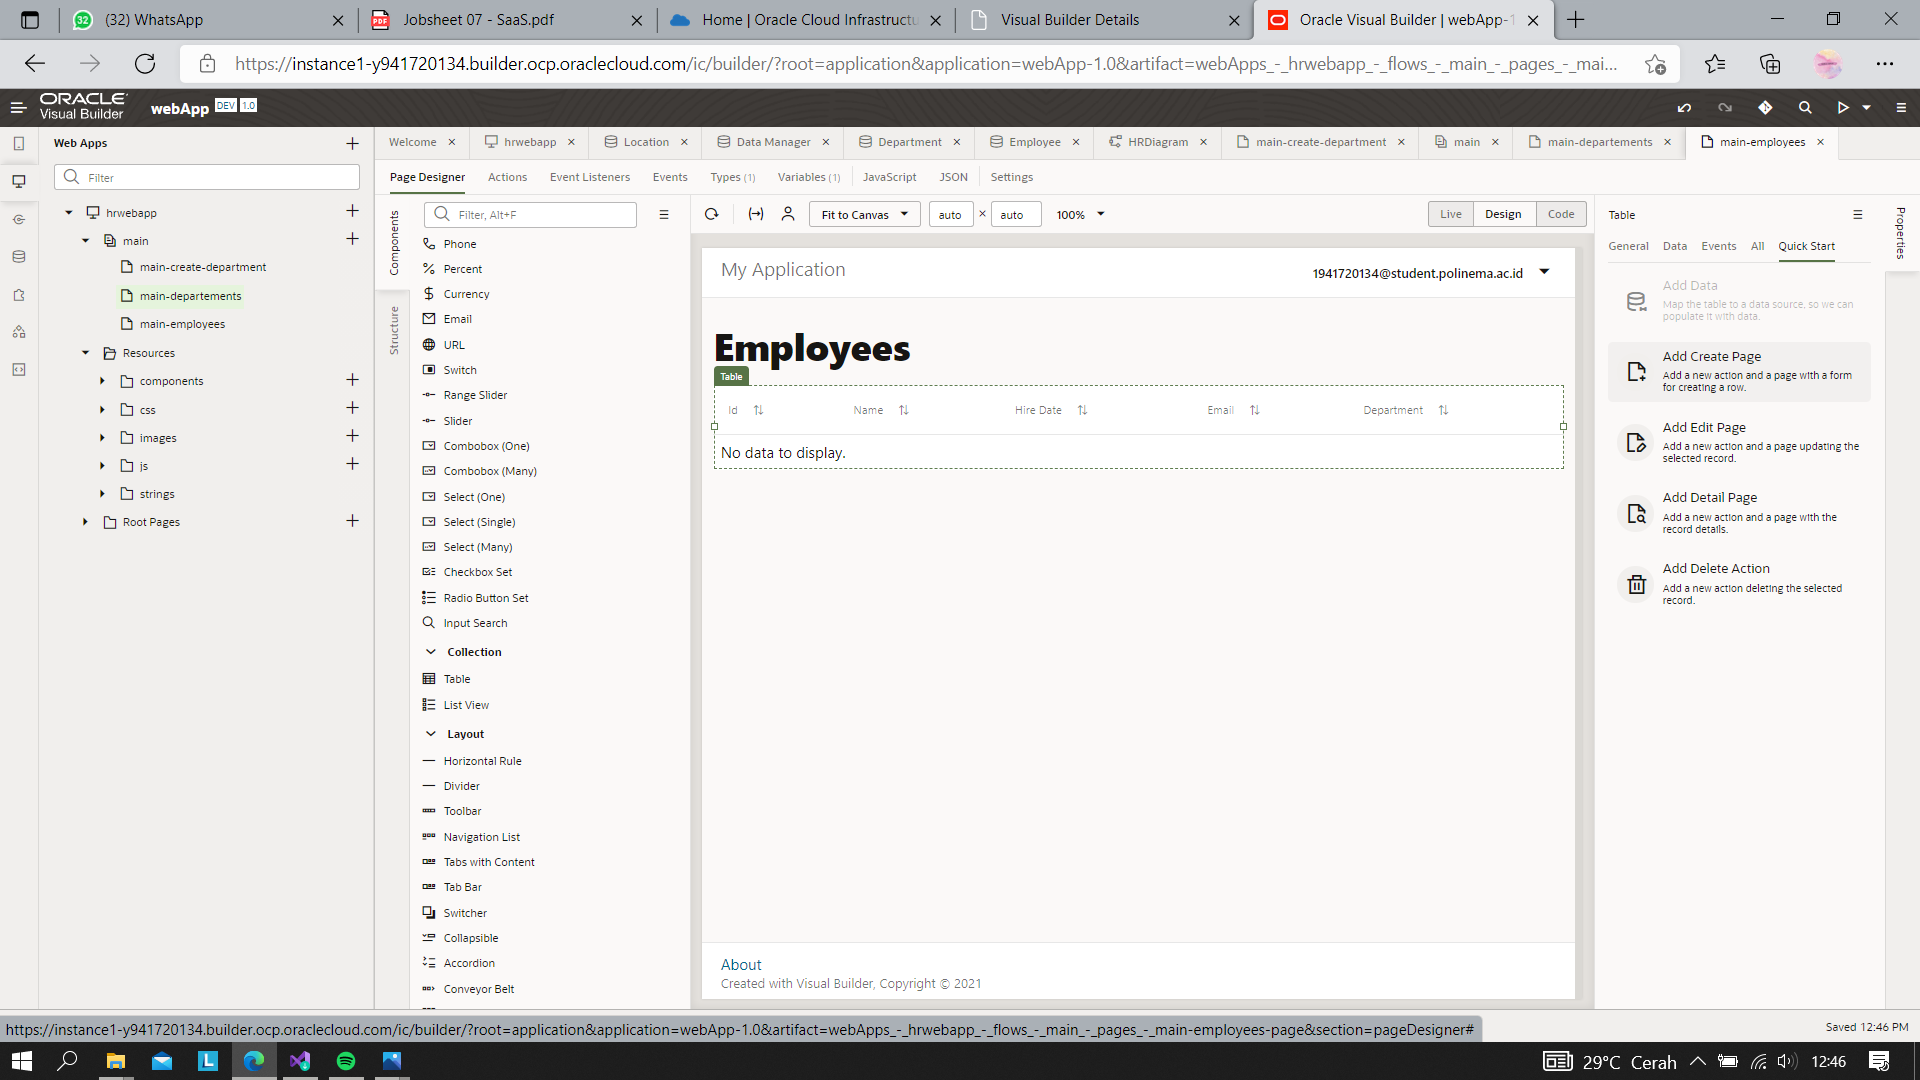 (32) WhatsApp
Jobsheet 07 - SaaS.pdf
Home | Oracle Cloud Infrastructu
Visual Builder Details
Oracle Visual Builder | webApp-1
https://instance1-y941720134.builder.ocp.oraclecloud.com/ic/builder/?root=application&application=webApp-1.0&artifact=webApps_-_hrwebapp_-_flows_-_main_-_pages_-_mai...
ORACLE
Visual Builder
webApp DEV 1.0
Web Apps
Welcome
hrwebapp
Location
Data Manager
Department
Employee
HRDiagram
main-create-department
main
main-departements
main-employees
Filter
Page Designer
Actions
Event Listeners
Events
Types (1)
Variables (1)
JavaScript
JSON
Settings
hrwebapp
main
main-create-department
main-departements
main-employees
Resources
components
css
images
js
strings
Root Pages
Components
Structure
Filter, Alt+F
Phone
Percent
Currency
Email
URL
Switch
Range Slider
Slider
Combobox (One)
Combobox (Many)
Select (One)
Select (Single)
Select (Many)
Checkbox Set
Radio Button Set
Input Search
Collection
Table
List View
Layout
Horizontal Rule
Divider
Toolbar
Navigation List
Tabs with Content
Tab Bar
Switcher
Collapsible
Accordion
Conveyor Belt
Fit to Canvas
auto × auto
100%
Live
Design
Code
My Application
1941720134@student.polinema.ac.id
Employees
Table
Id
Name
Hire Date
Email
Department
No data to display.
About
Created with Visual Builder, Copyright © 2021
Table
Properties
General
Data
Events
All
Quick Start
Add Data
Map the table to a data source, so we can
populate it with data.
Add Create Page
Add a new action and a page with a form
for creating a row.
Add Edit Page
Add a new action and a page updating the
selected record.
Add Detail Page
Add a new action and a page with the
record details.
Add Delete Action
Add a new action deleting the selected
record.
https://instance1-y941720134.builder.ocp.oraclecloud.com/ic/builder/?root=application&application=webApp-1.0&artifact=webApps_-_hrwebapp_-_flows_-_main_-_pages_-_main-employees-page&section=pageDesigner#
Saved 12:46 PM
29°C Cerah
12:46